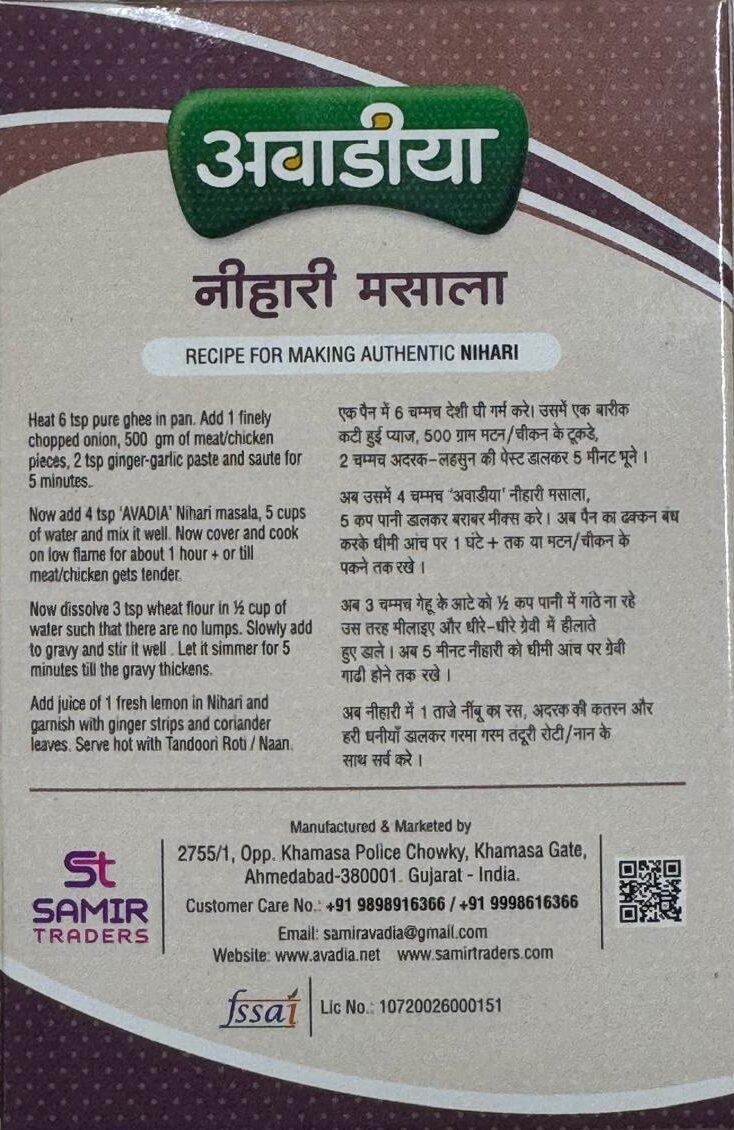 अवाडीया
नीहारी मसाला
RECIPE FOR MAKING AUTHENTIC NIHARI
Heat 6 tsp pure ghee in pan. Add 1 finely
chopped onion, 500 gm of meat/chicken
pieces, 2 tsp ginger-garlic paste and saute for
5 minutes.
Now add 4 tsp 'AVADIA' Nihari masala, 5 cups
of water and mix it well. Now cover and cook
on low flame for about 1 hour + or till
meat/chicken gets tender.
Now dissolve 3 tsp wheat flour in ½ cup of
water such that there are no lumps. Slowly add
to gravy and stir it well . Let it simmer for 5
minutes till the gravy thickens.
Add juice of 1 fresh lemon in Nihari and
garnish with ginger strips and coriander
leaves. Serve hot with Tandoori Roti / Naan.
एक पैन में 6 चम्मच देशी घी गर्म करे। उसमें एक बारीक
कटी हुई प्याज, 500 ग्राम मटन/चीकन के टूकडे,
2 चम्मच अदरक-लहसुन की पेस्ट डालकर 5 मीनट भूने ।
अब उसमें 4 चम्मच 'अवाडीया' नीहारी मसाला,
5 कप पानी डालकर बराबर मीक्स करे । अब पैन का ढक्कन बंध
करके धीमी आंच पर 1 घंटे + तक या मटन/चीकन के
पकने तक रखे ।
अब 3 चम्मच गेहू के आटे को ½ कप पानी में गांठे ना रहे
उस तरह मीलाइए और धीरे-धीरे ग्रेवी में हीलाते
हुए डाले । अब 5 मीनट नीहारी को धीमी आंच पर ग्रेवी
गाढी होने तक रखे ।
अब नीहारी में 1 ताजे नींबू का रस, अदरक की कतरन और
हरी धनीयाँ डालकर गरमा गरम तंदूरी रोटी/नान के
साथ सर्व करे ।
Manufactured & Marketed by
2755/1, Opp. Khamasa Police Chowky, Khamasa Gate,
Ahmedabad-380001. Gujarat - India.
Customer Care No.: +91 9898916366 / +91 9998616366
Email: samiravadia@gmail.com
Website: www.avadia.net www.samirtraders.com
St
SAMIR
TRADERS
fssai
Lic No.: 10720026000151